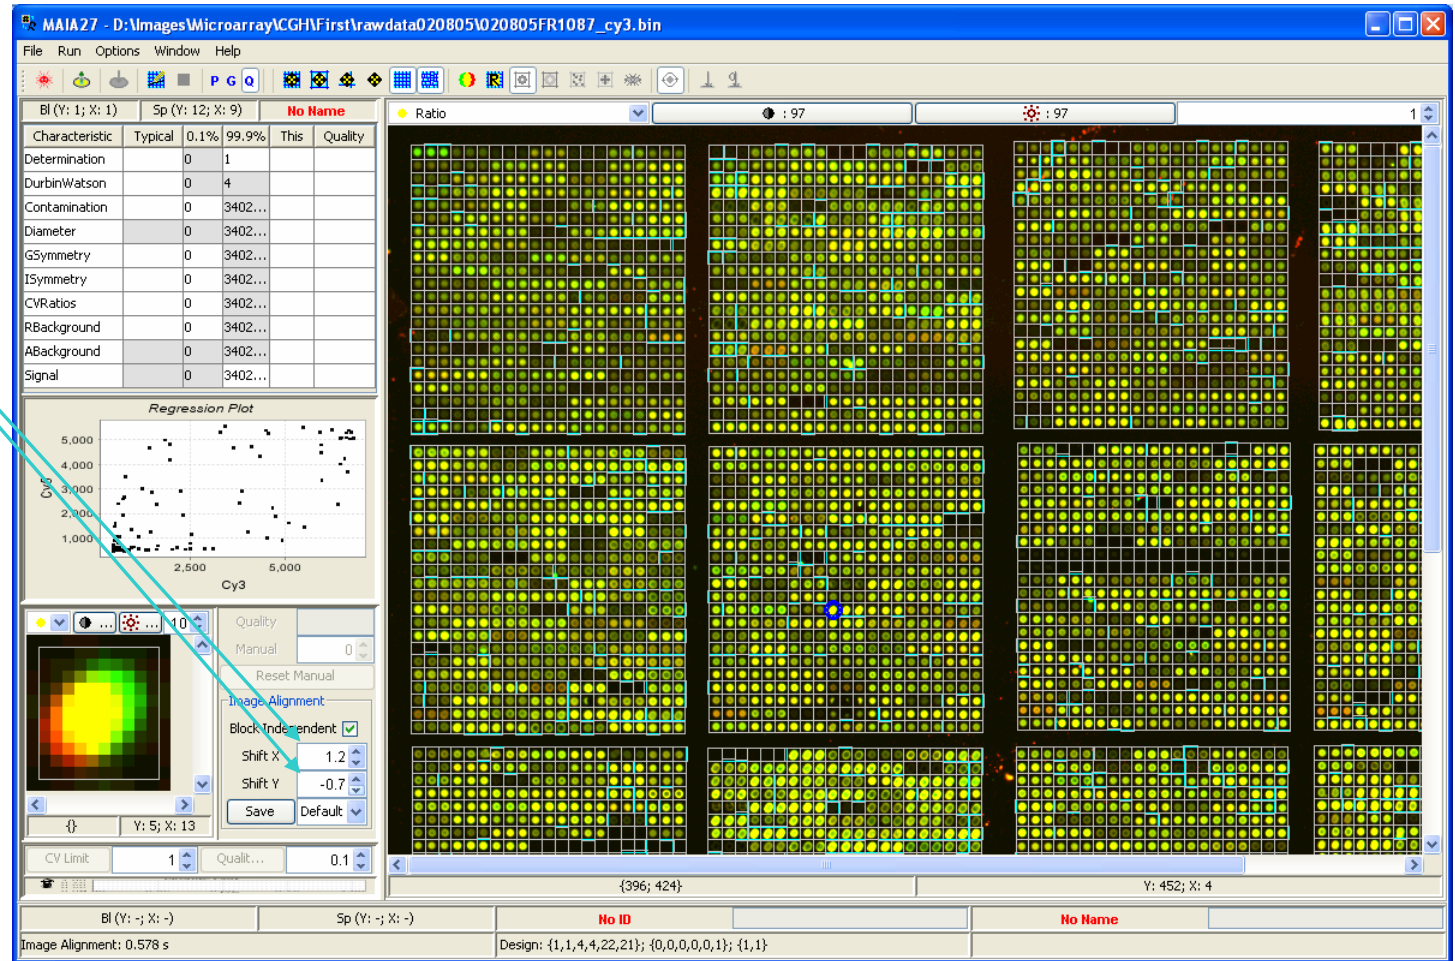 MAIA27 - D:\Images\Microarray\CGH\First\rawdata020805\020805FR1087_cy3.bin
File Run Options Window Help
P G Q
Bl (Y: 1; X: 1) Sp (Y: 12; X: 9) No Name
Ratio : 97 : 97 1
Characteristic Typical 0.1% 99.9% This Quality
Determination 0 1
DurbinWatson 0 4
Contamination 0 3402...
Diameter 0 3402...
GSymmetry 0 3402...
ISymmetry 0 3402...
CVRatios 0 3402...
RBackground 0 3402...
ABackground 0 3402...
Signal 0 3402...
Regression Plot
5,000
4,000
3,000
2,000
1,000
Cy5
2,500 5,000
Cy3
... ... 10
Quality
Manual 0
Reset Manual
Image Alignment
Block Independent
Shift X 1.2
Shift Y -0.7
Save Default
{} Y: 5; X: 13
CV Limit 1 Qualit... 0.1
{396; 424} Y: 452; X: 4
Bl (Y: -; X: -) Sp (Y: -; X: -) No ID No Name
Image Alignment: 0.578 s Design: {1,1,4,4,22,21}; {0,0,0,0,0,1}; {1,1}